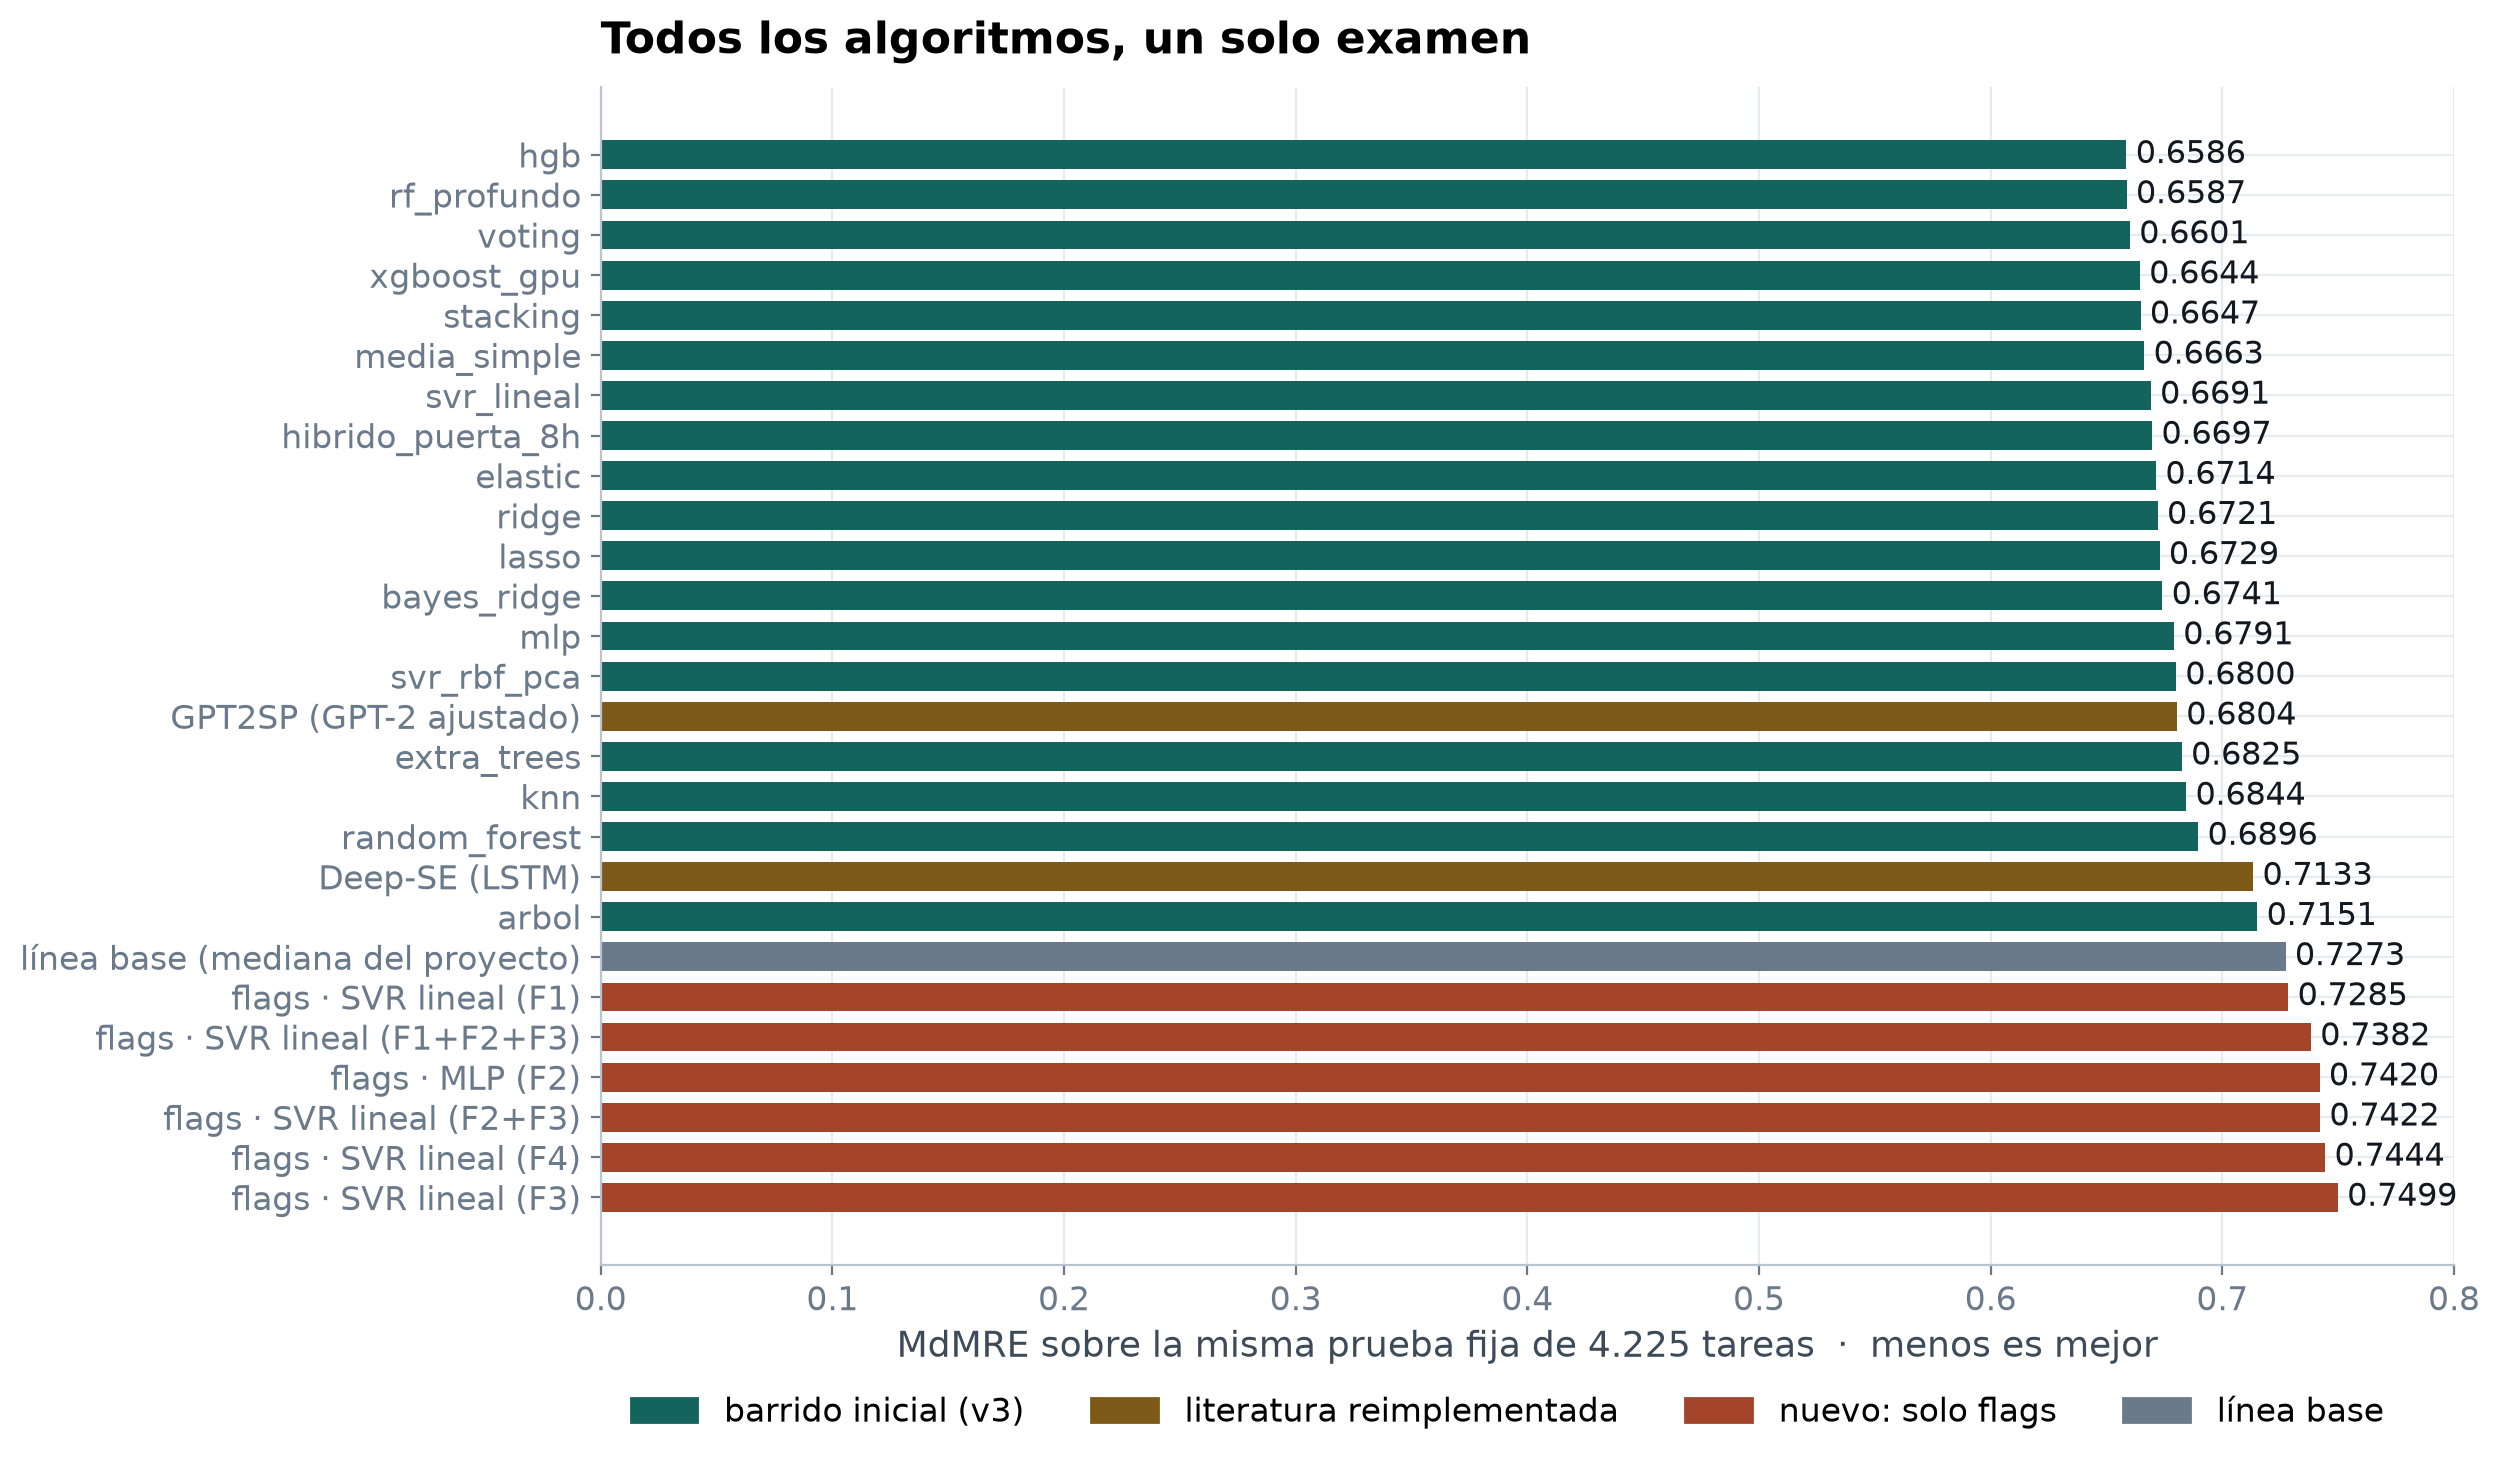 Todos los algoritmos, un solo examen
hgb 0.6586
rf_profundo 0.6587
voting 0.6601
xgboost_gpu 0.6644
stacking 0.6647
media_simple 0.6663
svr_lineal 0.6691
hibrido_puerta_8h 0.6697
elastic 0.6714
ridge 0.6721
lasso 0.6729
bayes_ridge 0.6741
mlp 0.6791
svr_rbf_pca 0.6800
GPT2SP (GPT-2 ajustado) 0.6804
extra_trees 0.6825
knn 0.6844
random_forest 0.6896
Deep-SE (LSTM) 0.7133
arbol 0.7151
línea base (mediana del proyecto) 0.7273
flags · SVR lineal (F1) 0.7285
flags · SVR lineal (F1+F2+F3) 0.7382
flags · MLP (F2) 0.7420
flags · SVR lineal (F2+F3) 0.7422
flags · SVR lineal (F4) 0.7444
flags · SVR lineal (F3) 0.7499
0.0 0.1 0.2 0.3 0.4 0.5 0.6 0.7 0.8
MdMRE sobre la misma prueba fija de 4.225 tareas · menos es mejor
barrido inicial (v3) literatura reimplementada nuevo: solo flags línea base